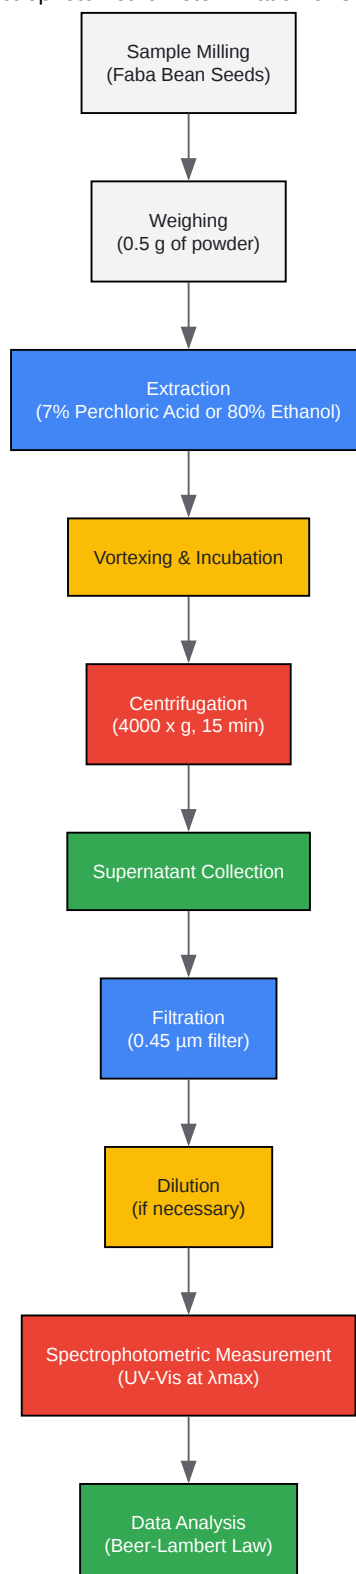 Sample Milling
(Faba Bean Seeds)
Weighing
(0.5 g of powder)
Extraction
(7% Perchloric Acid or 80% Ethanol)
Vortexing & Incubation
Centrifugation
(4000 x g, 15 min)
Supernatant Collection
Filtration
(0.45 µm filter)
Dilution
(if necessary)
Spectrophotometric Measurement
(UV-Vis at λmax)
Data Analysis
(Beer-Lambert Law)